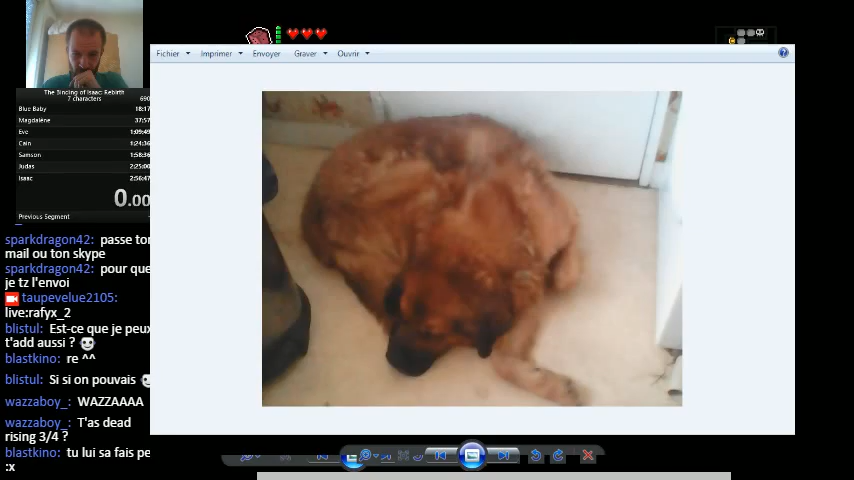 Fichier Imprimer Envoyer Graver Ouvrir
The Binding of Isaac: Rebirth
7 characters 690
Blue Baby 18:17
Magdalène 37:57
Eve 1:09:49
Cain 1:24:36
Samson 1:58:36
Judas 2:25:00
Isaac 2:56:47
0.00
Previous Segment -
sparkdragon42: passe ton
mail ou ton skype
sparkdragon42: pour que
je tz l'envoi
taupevelue2105:
live:rafyx_2
blistul: Est-ce que je peux
t'add aussi ?
blastkino: re ^^
blistul: Si si on pouvais
wazzaboy_: WAZZAAAA
wazzaboy_: T'as dead
rising 3/4 ?
blastkino: tu lui sa fais pe
:x